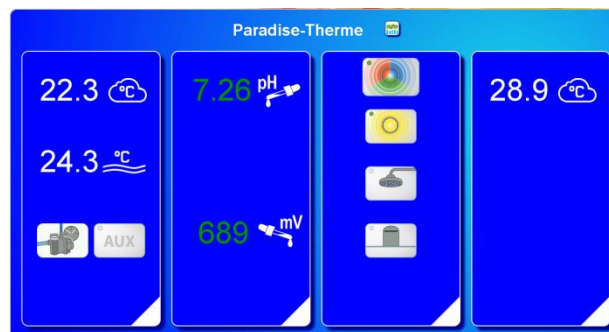 Paradise-Therme
22.3 °C
24.3 °C
AUX
7.26 pH
689 mV
28.9 °C